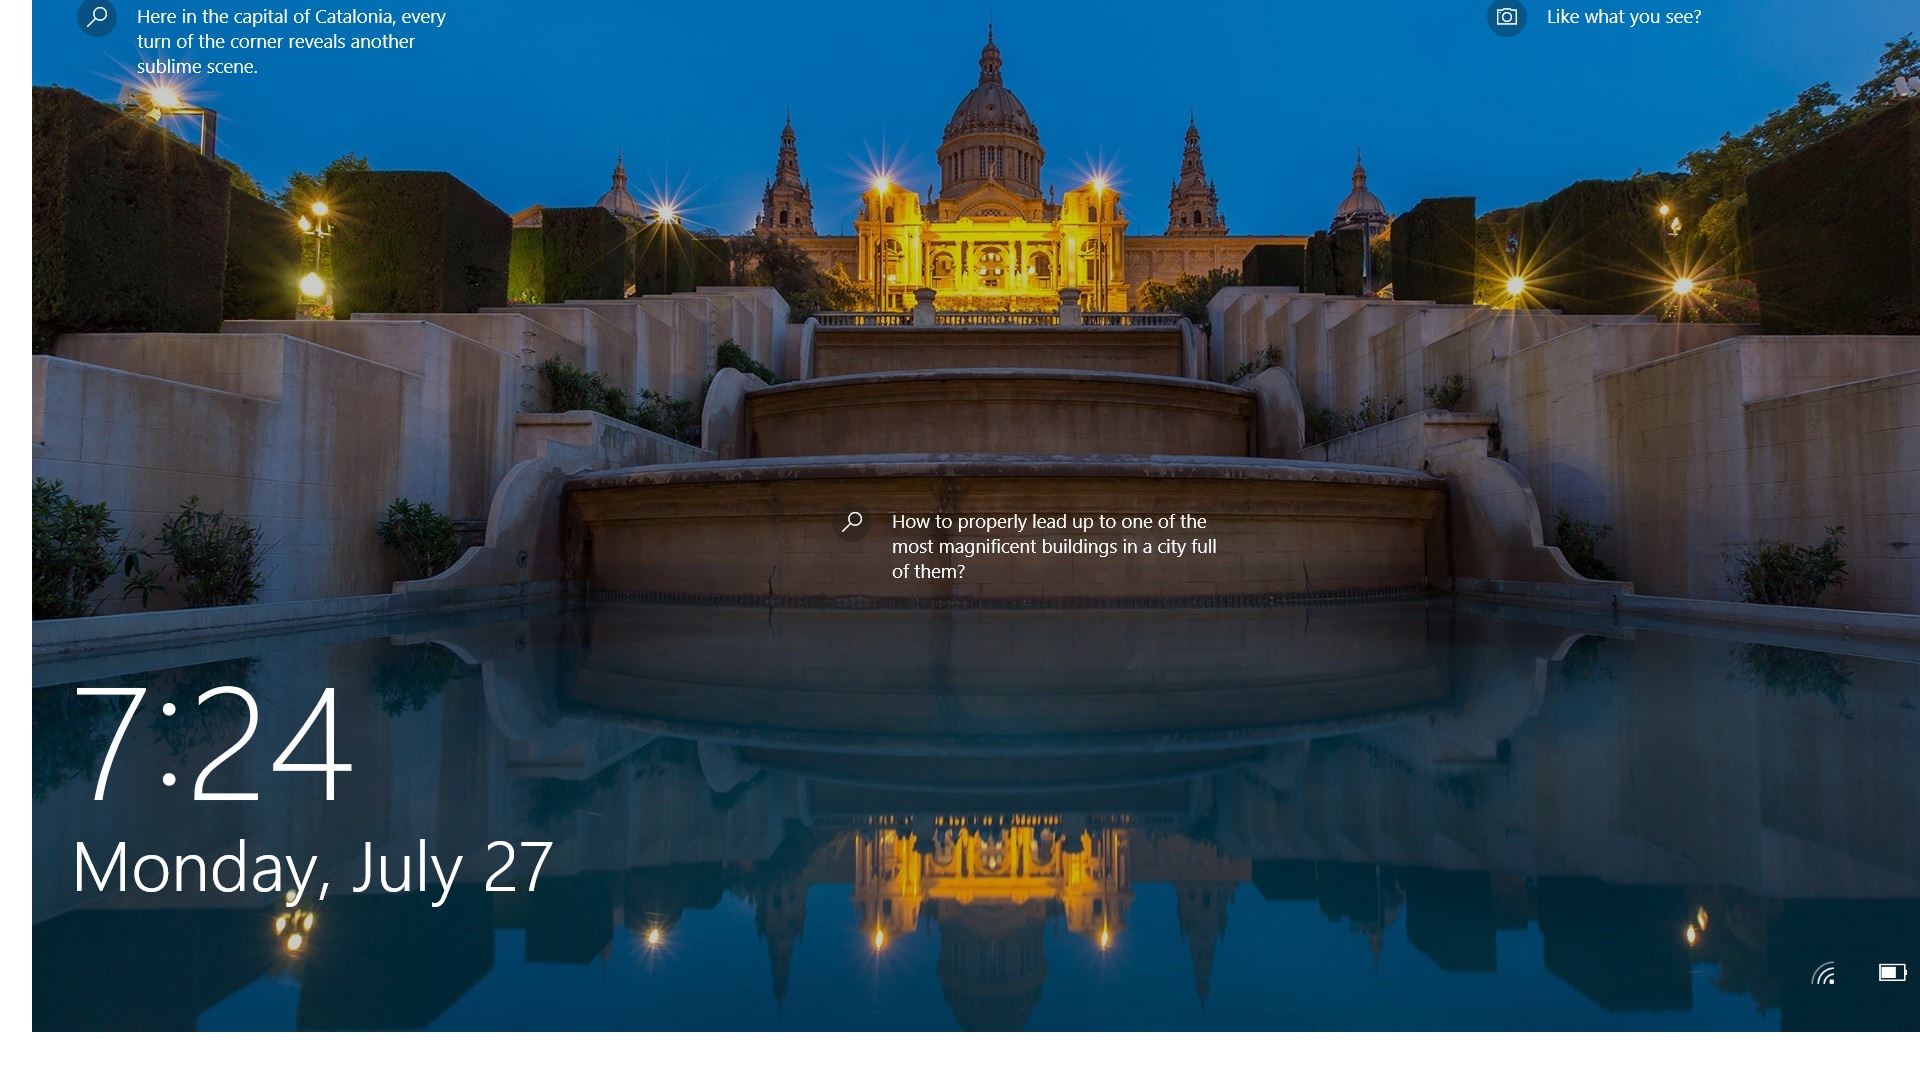 Here in the capital of Catalonia, every
turn of the corner reveals another
sublime scene.
Like what you see?
How to properly lead up to one of the
most magnificent buildings in a city full
of them?
7:24
Monday, July 27